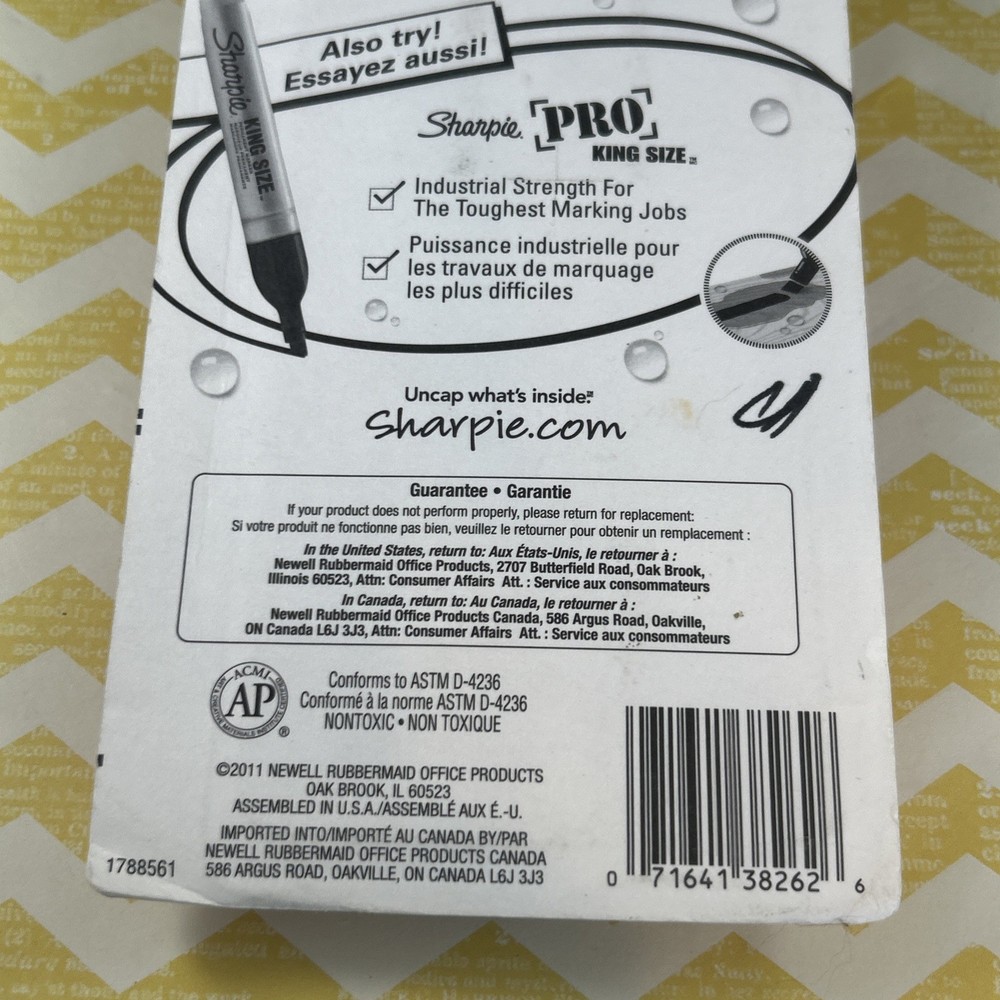 Also try!
Essayez aussi!
Sharpie KING SIZE™
Sharpie® PRO
KING SIZE™
Industrial Strength For
The Toughest Marking Jobs
Puissance industrielle pour
les travaux de marquage
les plus difficiles
Uncap what's inside™
Sharpie.com
Guarantee • Garantie
If your product does not perform properly, please return for replacement:
Si votre produit ne fonctionne pas bien, veuillez le retourner pour obtenir un remplacement :
In the United States, return to: Aux États-Unis, le retourner à :
Newell Rubbermaid Office Products, 2707 Butterfield Road, Oak Brook,
Illinois 60523, Attn: Consumer Affairs Att. : Service aux consommateurs
In Canada, return to: Au Canada, le retourner à :
Newell Rubbermaid Office Products Canada, 586 Argus Road, Oakville,
ON Canada L6J 3J3, Attn: Consumer Affairs Att. : Service aux consommateurs
ACMI
AP
®
Conforms to ASTM D-4236
Conformé à la norme ASTM D-4236
NONTOXIC • NON TOXIQUE
©2011 NEWELL RUBBERMAID OFFICE PRODUCTS
OAK BROOK, IL 60523
ASSEMBLED IN U.S.A./ASSEMBLÉ AUX É.-U.
IMPORTED INTO/IMPORTÉ AU CANADA BY/PAR
NEWELL RUBBERMAID OFFICE PRODUCTS CANADA
586 ARGUS ROAD, OAKVILLE, ON CANADA L6J 3J3
1788561
0 71641 38262 6